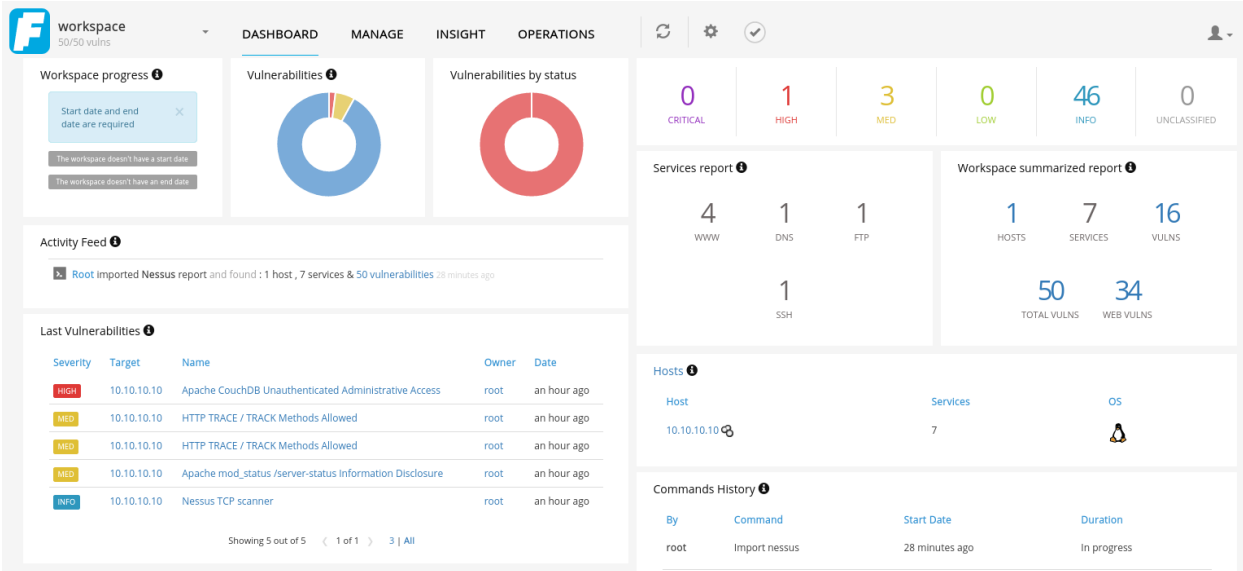 workspace
50/50 vulns
DASHBOARD MANAGE INSIGHT OPERATIONS
Workspace progress
Start date and end
date are required
The workspace doesn't have a start date
The workspace doesn't have an end date
Vulnerabilities
Vulnerabilities by status
0 1 3 0 46 0
CRITICAL HIGH MED LOW INFO UNCLASSIFIED
Services report
4 1 1
WWW DNS FTP
1
SSH
Workspace summarized report
1 7 16
HOSTS SERVICES VULNS
50 34
TOTAL VULNS WEB VULNS
Activity Feed
Root imported Nessus report and found : 1 host , 7 services & 50 vulnerabilities 28 minutes ago
Last Vulnerabilities
Severity Target Name Owner Date
HIGH 10.10.10.10 Apache CouchDB Unauthenticated Administrative Access root an hour ago
MED 10.10.10.10 HTTP TRACE / TRACK Methods Allowed root an hour ago
MED 10.10.10.10 HTTP TRACE / TRACK Methods Allowed root an hour ago
MED 10.10.10.10 Apache mod_status /server-status Information Disclosure root an hour ago
INFO 10.10.10.10 Nessus TCP scanner root an hour ago
Showing 5 out of 5 1 of 1 3 | All
Hosts
Host Services OS
10.10.10.10 7
Commands History
By Command Start Date Duration
root Import nessus 28 minutes ago In progress